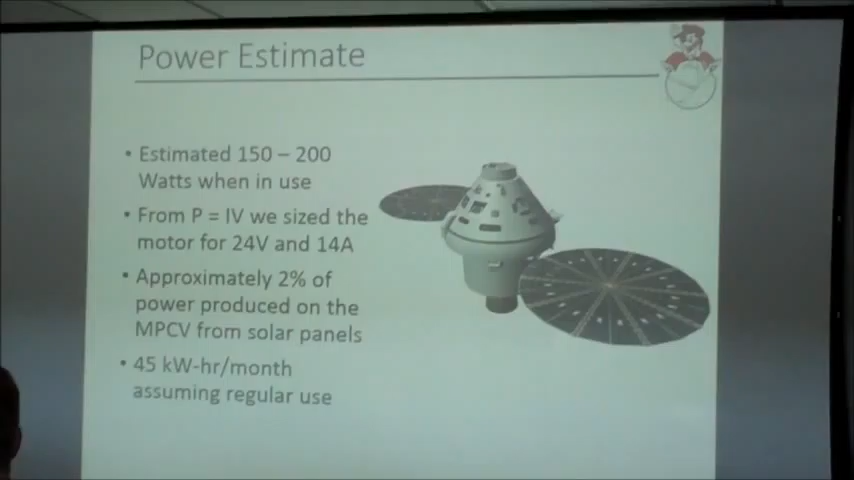 Power Estimate
• Estimated 150 – 200
Watts when in use
• From P = IV we sized the
motor for 24V and 14A
• Approximately 2% of
power produced on the
MPCV from solar panels
• 45 kW-hr/month
assuming regular use